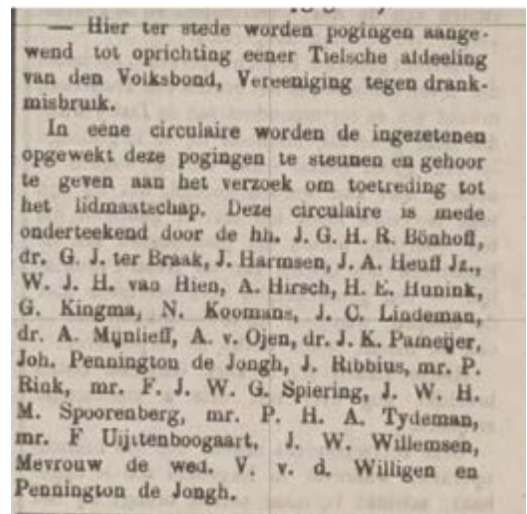 — Hier ter stede worden pogingen aange-
wend tot oprichting eener Tielsche afdeeling
van den Volksbond, Vereeniging tegen drank-
misbruik.
In eene circulaire worden de ingezetenen
opgewekt deze pogingen te steunen en gehoor
te geven aan het verzoek om toetreding tot
het lidmaatschap. Deze circulaire is mede
onderteekend door de hh. J. G. H. R. Bönhoff,
dr. G. J. ter Braak, J. Harmsen, J. A. Heuff Jz.,
W. J. H. van Hien, A. Hirsch, H. E. Hunink,
G. Kingma, N. Koomans, J. C. Lindeman,
dr. A. Mijnlieff, A. v. Ojen, dr. J. K. Pameijer,
Joh. Pennington de Jongh, J. Ribbius, mr. P.
Rink, mr. F. J. W. G. Spiering, J. W. H.
M. Spoorenberg, mr. P. H. A. Tydeman,
mr. F Uijttenboogaart, J. W. Willemsen,
Mevrouw de wed. V. v. d. Willigen en
Pennington de Jongh.